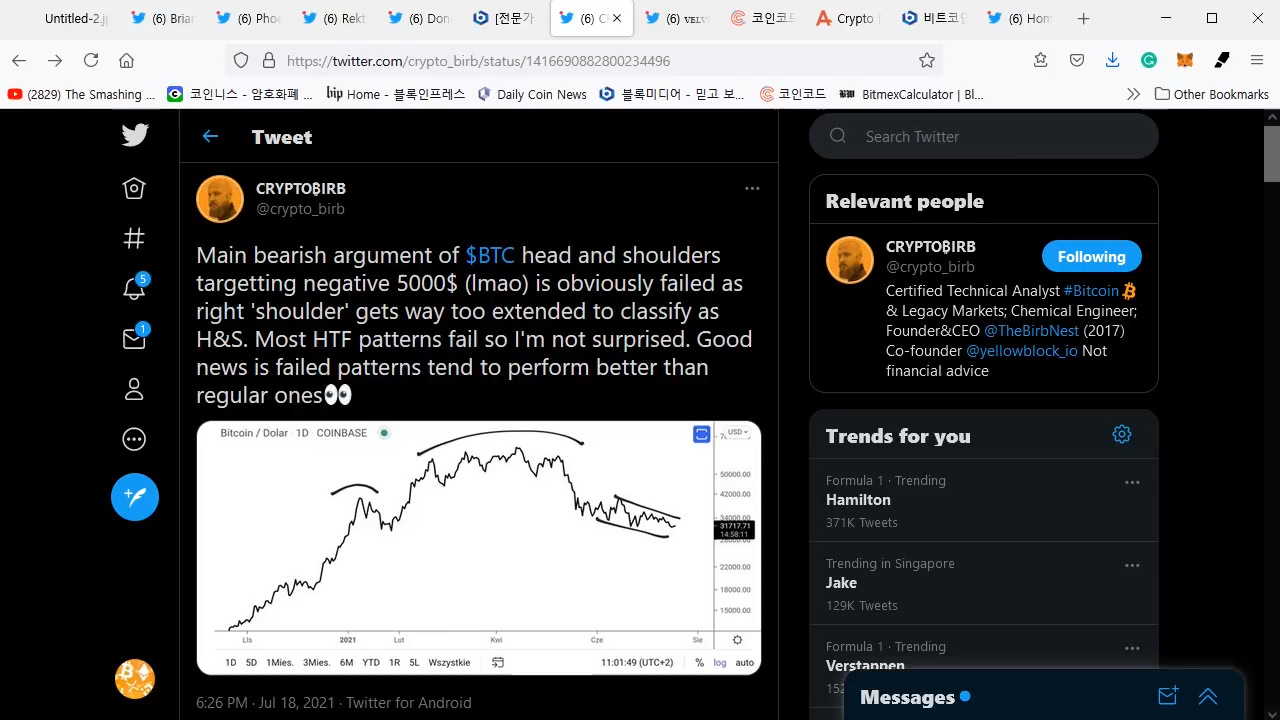 Untitled-2.j
(6) Brian
(6) Phoe
(6) Rekt
(6) Don
[전문가
(6) C
(6) VELV
코인코드
Crypto
비트코인
(6) Hom
https://twitter.com/crypto_birb/status/1416690882800234496
(2829) The Smashing ...
코인니스 - 암호화폐 ...
bip Home - 블록인프레스
Daily Coin News
블록미디어 - 믿고 보...
코인코드
BitmexCalculator | Bl...
Other Bookmarks
Tweet
Search Twitter
CRYPTO₿IRB
@crypto_birb
Main bearish argument of $BTC head and shoulders
targetting negative 5000$ (lmao) is obviously failed as
right 'shoulder' gets way too extended to classify as
H&S. Most HTF patterns fail so I'm not surprised. Good
news is failed patterns tend to perform better than
regular ones👀
Bitcoin / Dolar · 1D COINBASE
USD
50000.00
42000.00
34000.00
31717.71
14:58:11
22000.00
18000.00
15000.00
Lis
2021
Lut
Kwi
Cze
Sie
1D 5D 1Mies. 3Mies. 6M YTD 1R 5L Wszystkie
11:01:49 (UTC+2)
% log auto
6:26 PM · Jul 18, 2021 · Twitter for Android
5
1
Relevant people
CRYPTO₿IRB
@crypto_birb
Following
Certified Technical Analyst #Bitcoin
& Legacy Markets; Chemical Engineer;
Founder&CEO @TheBirbNest (2017)
Co-founder @yellowblock_io Not
financial advice
Trends for you
Formula 1 · Trending
Hamilton
371K Tweets
Trending in Singapore
Jake
129K Tweets
Formula 1 · Trending
Verstappen
Messages